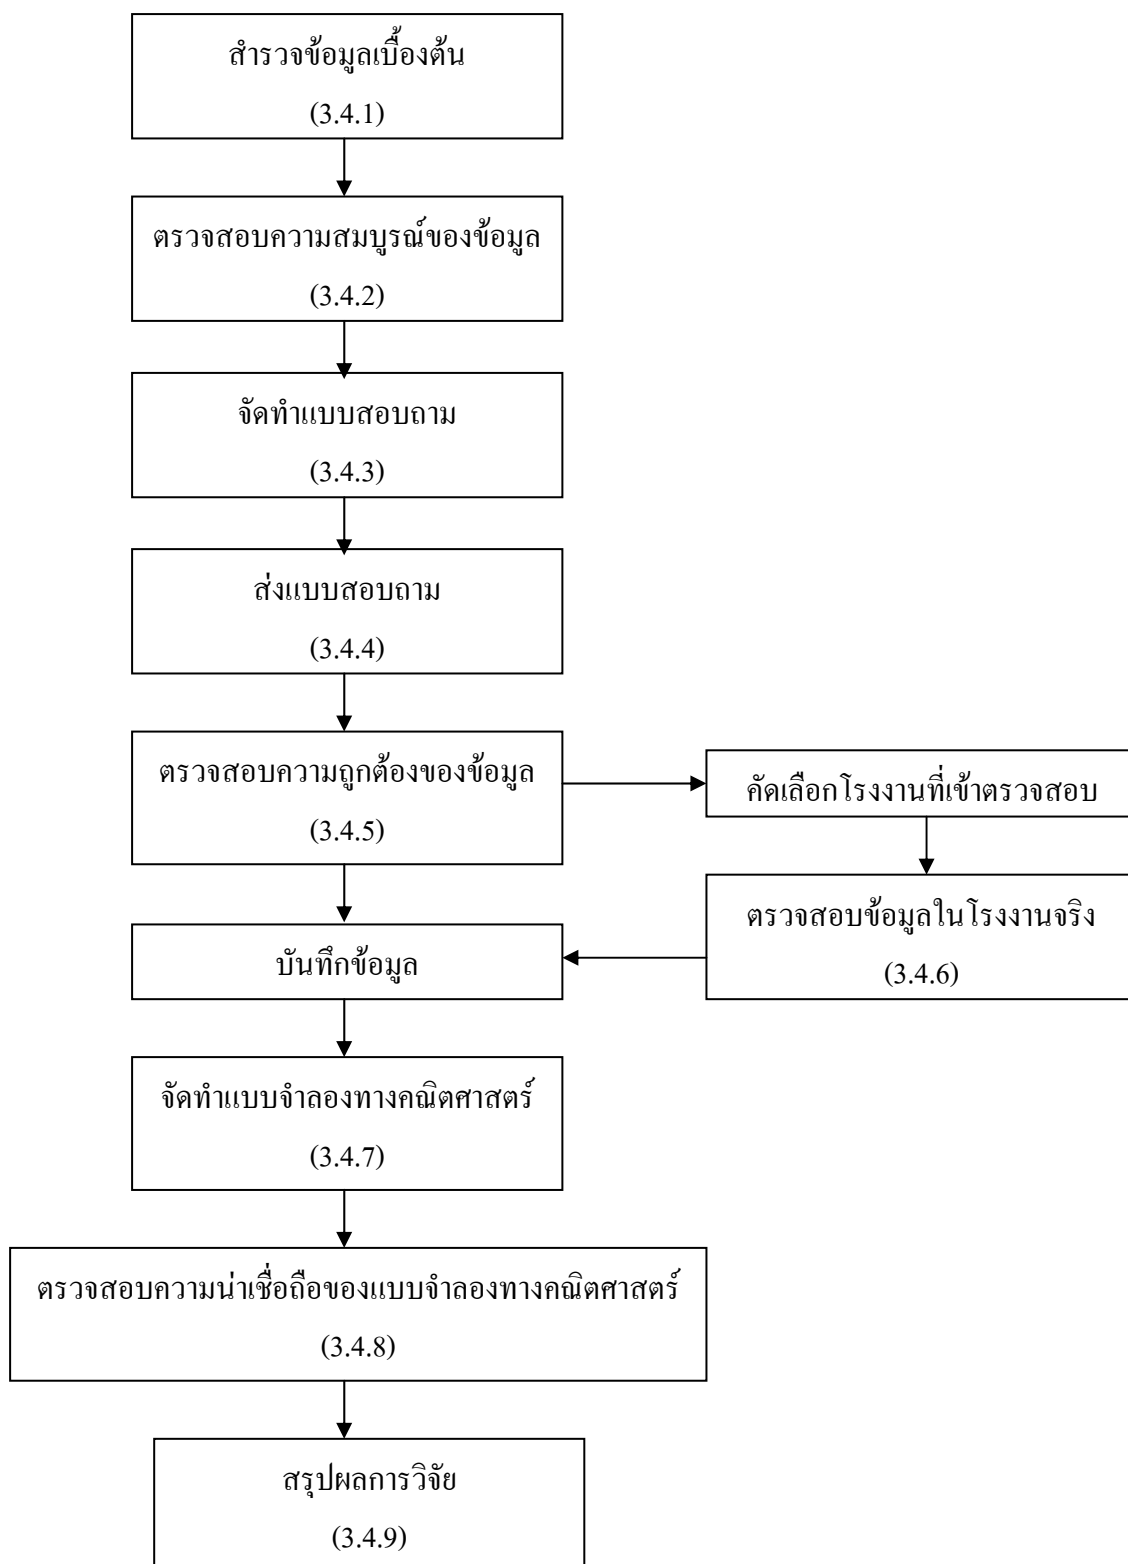 สำรวจข้อมูลเบื้องต้น
(3.4.1)
ตรวจสอบความสมบูรณ์ของข้อมูล
(3.4.2)
จัดทำแบบสอบถาม
(3.4.3)
ส่งแบบสอบถาม
(3.4.4)
ตรวจสอบความถูกต้องของข้อมูล
(3.4.5)
คัดเลือกโรงงานที่เข้าตรวจสอบ
ตรวจสอบข้อมูลในโรงงานจริง
(3.4.6)
บันทึกข้อมูล
จัดทำแบบจำลองทางคณิตศาสตร์
(3.4.7)
ตรวจสอบความน่าเชื่อถือของแบบจำลองทางคณิตศาสตร์
(3.4.8)
สรุปผลการวิจัย
(3.4.9)